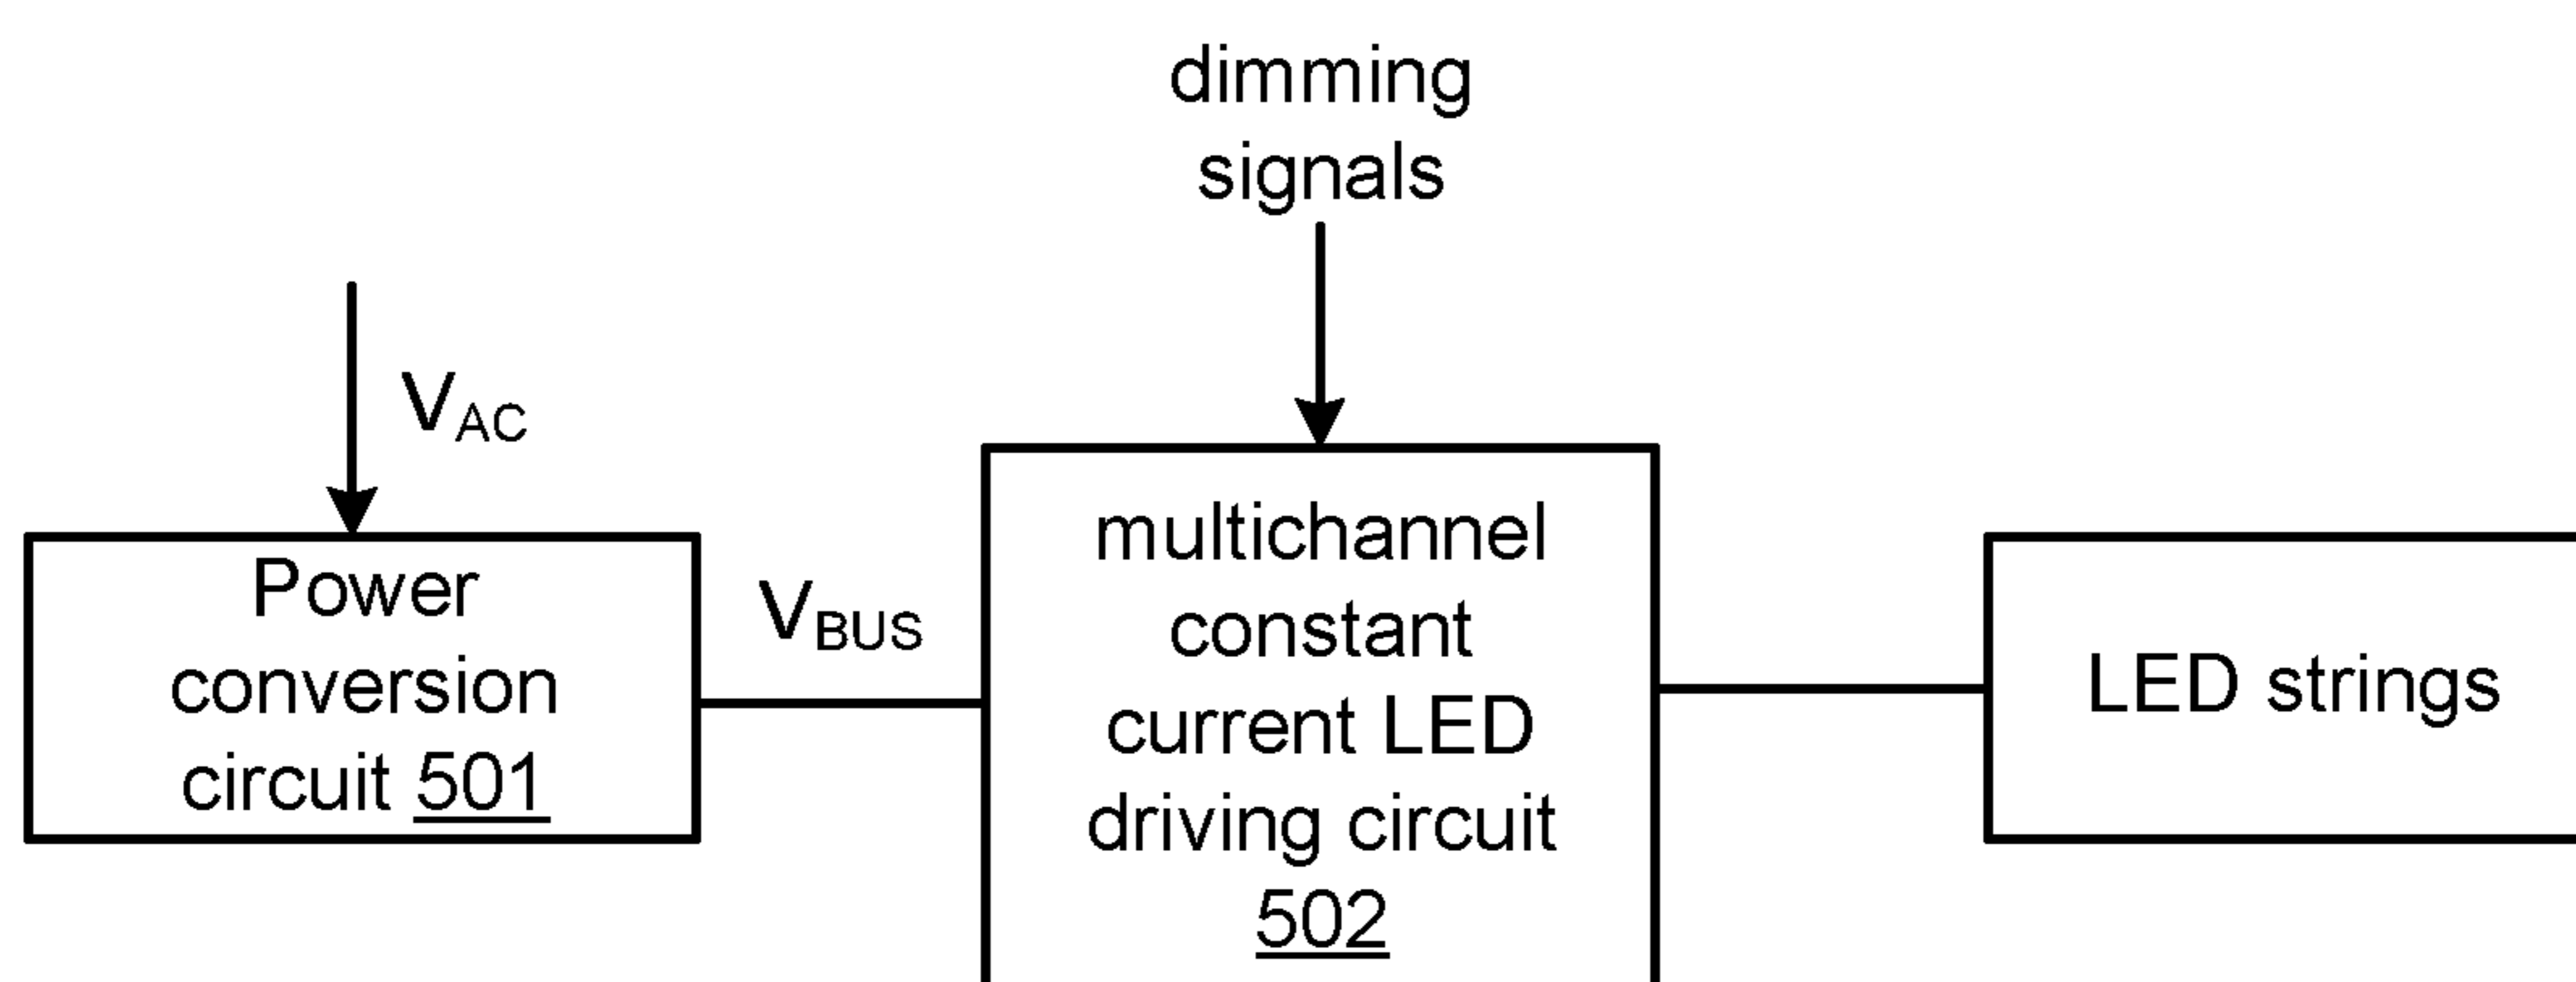 dimming
signals
VAC
Power
conversion
circuit 501
VBUS
multichannel
constant
current LED
driving circuit
502
LED strings